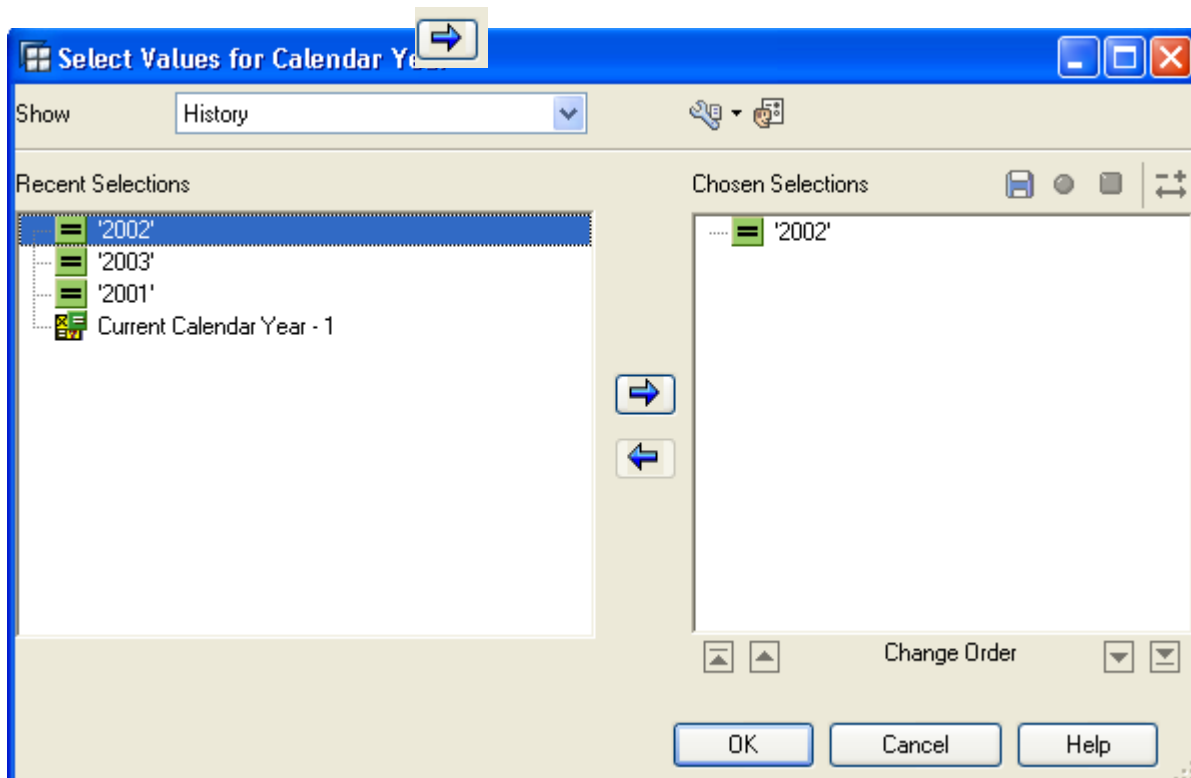 Select Values for Calendar Year
Show History
Recent Selections
Chosen Selections
'2002'
'2003'
'2001'
Current Calendar Year - 1
'2002'
Change Order
OK Cancel Help